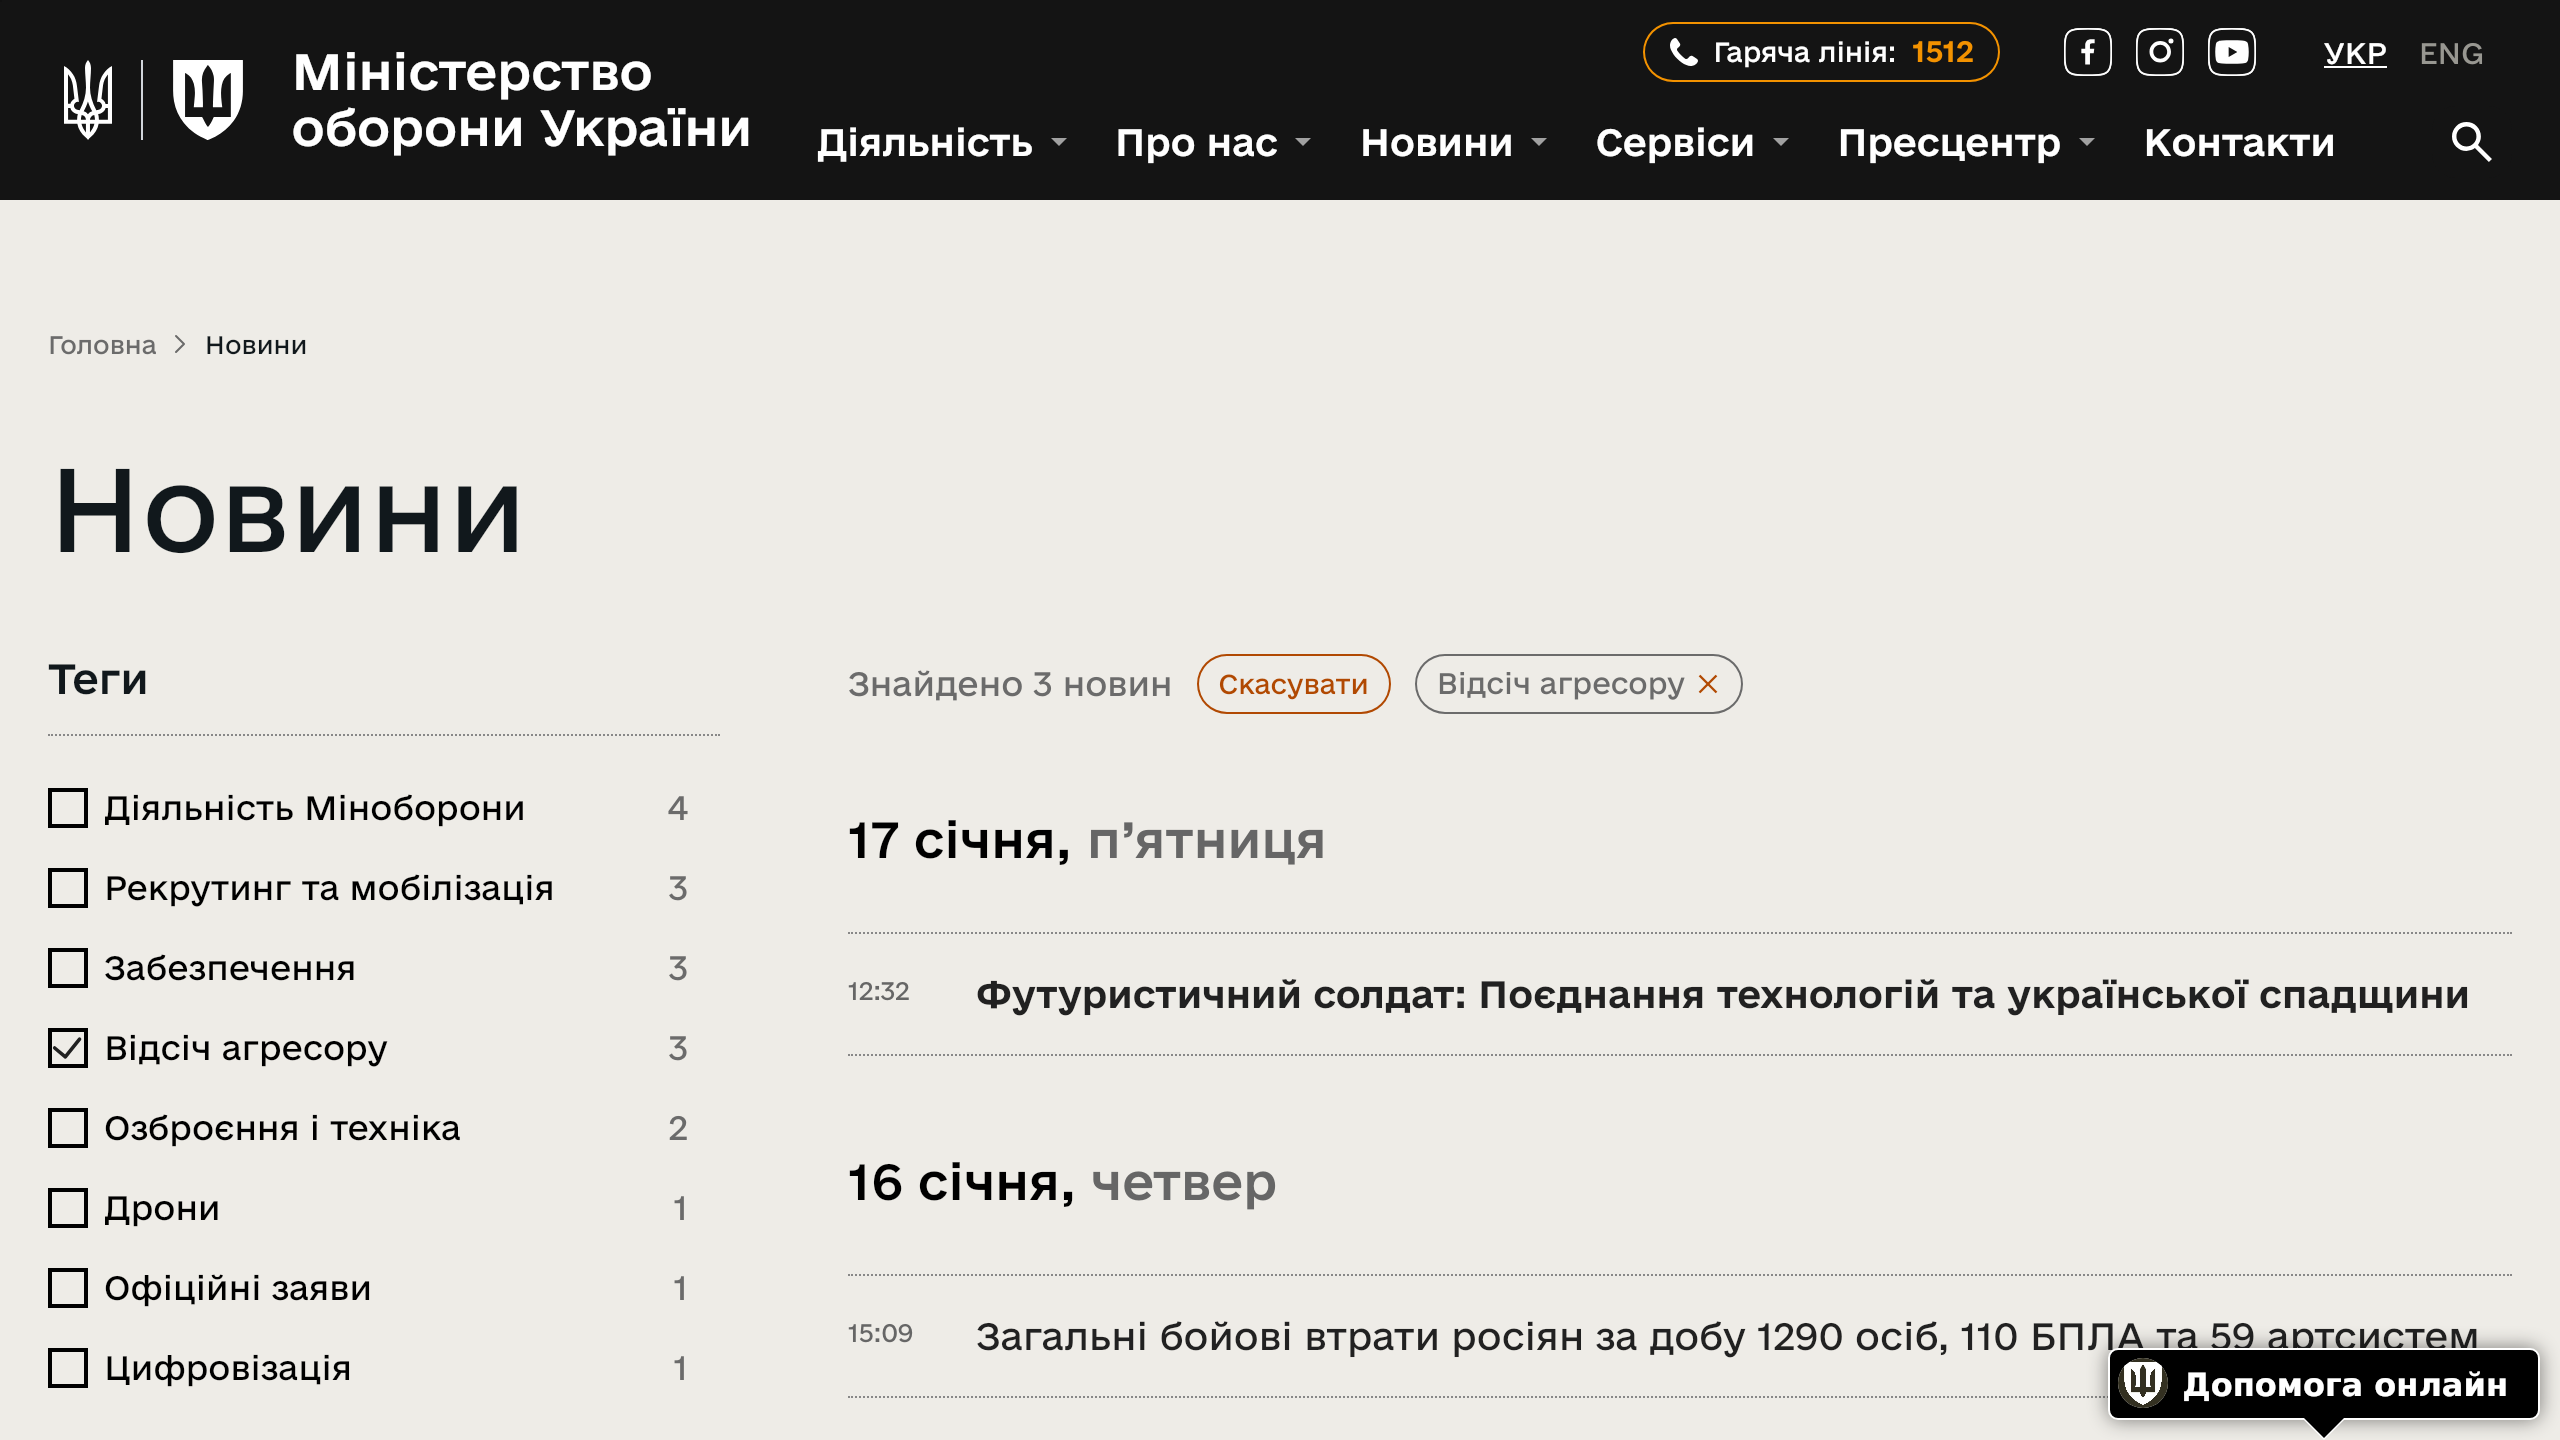 Міністерство
оборони України
Гаряча лінія: 1512
УКР ENG
Діяльність Про нас Новини Сервіси Пресцентр Контакти
Головна Новини
Новини
Теги
Діяльність Міноборони 4
Рекрутинг та мобілізація 3
Забезпечення 3
Відсіч агресору 3
Озброєння і техніка 2
Дрони 1
Офіційні заяви 1
Цифровізація 1
Знайдено 3 новин Скасувати Відсіч агресору
17 січня, п’ятниця
12:32 Футуристичний солдат: Поєднання технологій та української спадщини
16 січня, четвер
15:09 Загальні бойові втрати росіян за добу 1290 осіб, 110 БПЛА та 59 артсистем
Допомога онлайн